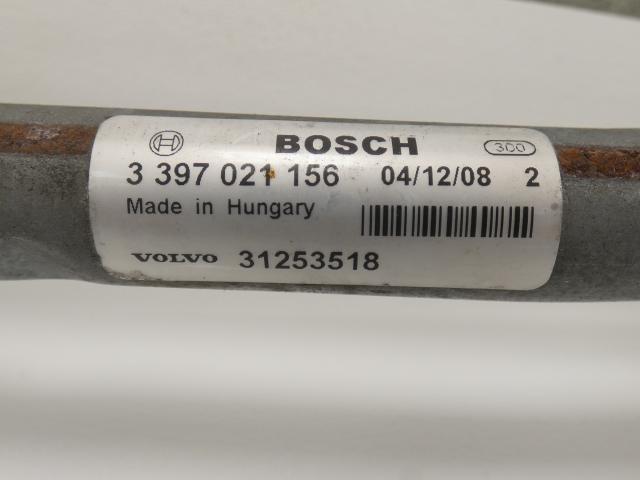 BOSCH 300
3 397 021 156 04/12/08 2
Made in Hungary
VOLVO 31253518